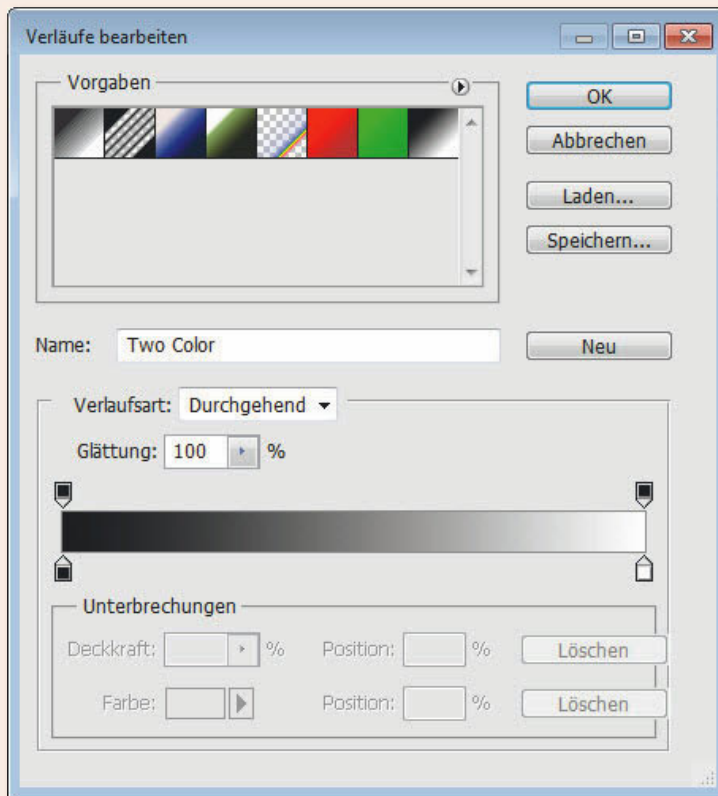 Verläufe bearbeiten
Vorgaben
OK
Abbrechen
Laden...
Speichern...
Name: Two Color
Neu
Verlaufsart: Durchgehend
Glättung: 100 %
Unterbrechungen
Deckkraft: % Position: % Löschen
Farbe: Position: % Löschen